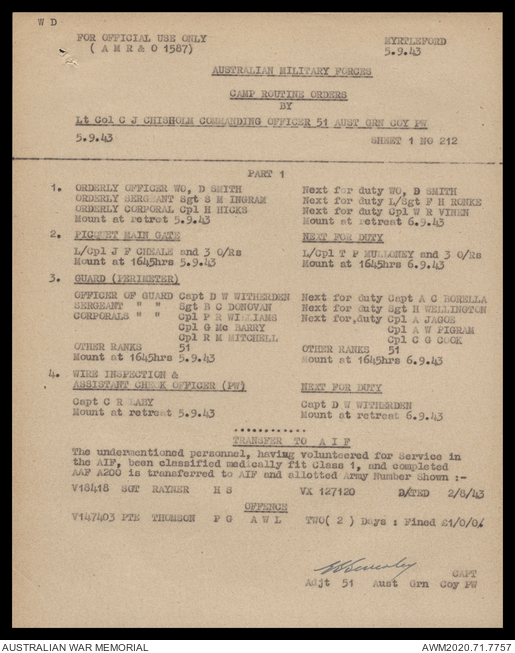 W D
FOR OFFICIAL USE ONLY MYRTLEFORD
( A M R & O 1587) 5.9.43
AUSTRALIAN MILITARY FORCES
CAMP ROUTINE ORDERS
BY
Lt Col C J CHISHOLM COMMANDING OFFICER 51 AUST GRN COY PW
5.9.43 SHEET 1 NO 212
PART 1
1. ORDERLY OFFICER WO, D SMITH Next for duty WO, D SMITH
ORDERLY SERGEANT Sgt S M INGRAM Next for duty L/Sgt F H RONKE
ORDERLY CORPORAL Cpl H HICKS Next for duty Cpl W R VINEN
Mount at retret 5.9.43 Mount at retreat 6.9.43
2. PICQUET MAIN GATE NEXT FOR DUTY
L/Cpl J F CHEALE and 3 O/Rs L/Cpl T P MULLONEY and 3 O/Rs
Mount at 1645hrs 5.9.43 Mount at 1645hrs 6.9.43
3. GUARD (PERIMETER)
OFFICER OF GUARD Capt D W WITHERDEN Next for duty Capt A C BORELLA
SERGEANT " " Sgt B C DONOVAN Next for duty Sgt H WELLINGTON
CORPORALS " " Cpl P R WILLIANS Next for,duty Cpl A JAGOE
Cpl G Mc BARRY Cpl A W PIGRAM
Cpl R M MITCHELL Cpl C G COOK
OTHER RANKS 51 OTHER RANKS 51
Mount at 1645hrs 5.9.43 Mount at 1645hrs 6.9.43
4. WIRE INSPECTION &
ASSISTANT CHECK OFFICER (PW) NEXT FOR DUTY
Capt C R Capt D W WITHERDEN
Mount at retreat 5.9.43 Mount at retreat 6.9.43
...........
TRANSFER TO A I F
The undermentioned personnel, having volunteered for Service in
the AIF, been classified medically fit Class 1, and completed
AAF A200 is transferred to AIF and allotted Army Number Shown :-
V18418 SGT RAYNER H S VX 127120 D/TED 2/8/43
OFFENCE
V147403 PTE THOMSON P G A W L TWO( 2 ) Days : Fined £1/0/0.
CAPT
Adjt 51 Aust Grn Coy PW
AUSTRALIAN WAR MEMORIAL AWM2020.71.7757